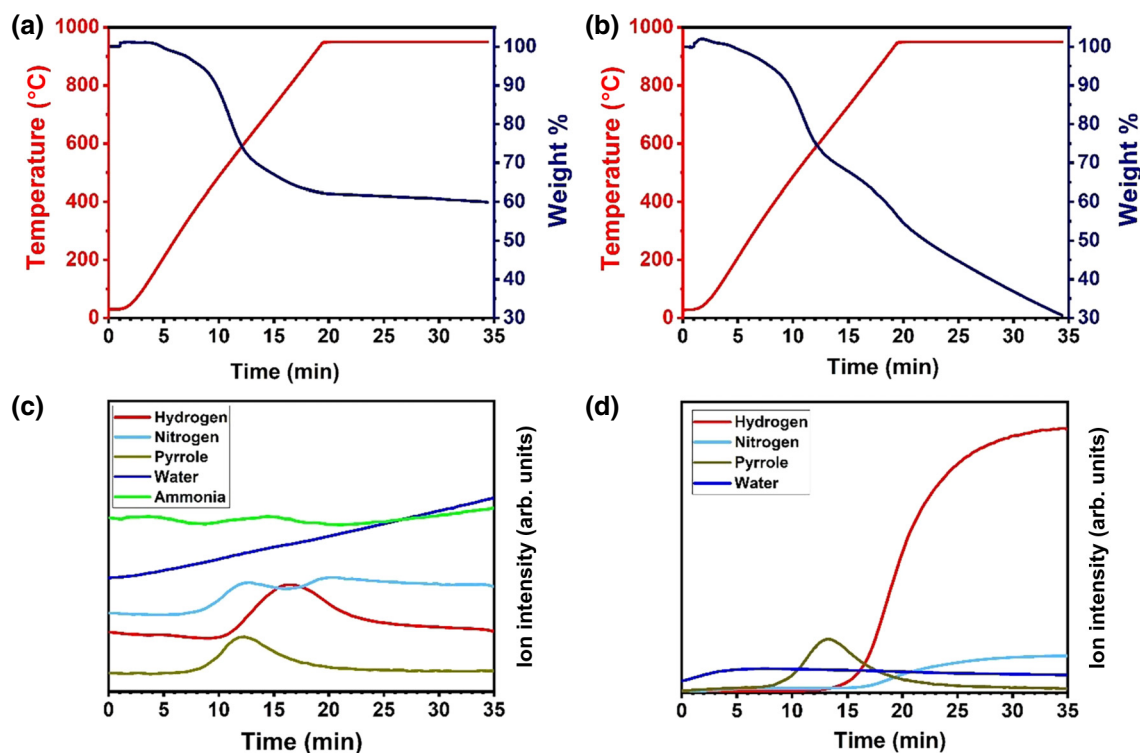 (a)
1000
800
600
400
200
0
Temperature (°C)
100
90
80
70
60
50
40
30
Weight %
0 5 10 15 20 25 30 35
Time (min)
(b)
1000
800
600
400
200
0
Temperature (°C)
100
90
80
70
60
50
40
30
Weight %
0 5 10 15 20 25 30 35
Time (min)
(c)
Hydrogen
Nitrogen
Pyrrole
Water
Ammonia
Ion intensity (arb. units)
0 5 10 15 20 25 30 35
Time (min)
(d)
Hydrogen
Nitrogen
Pyrrole
Water
Ion intensity (arb. units)
0 5 10 15 20 25 30 35
Time (min)